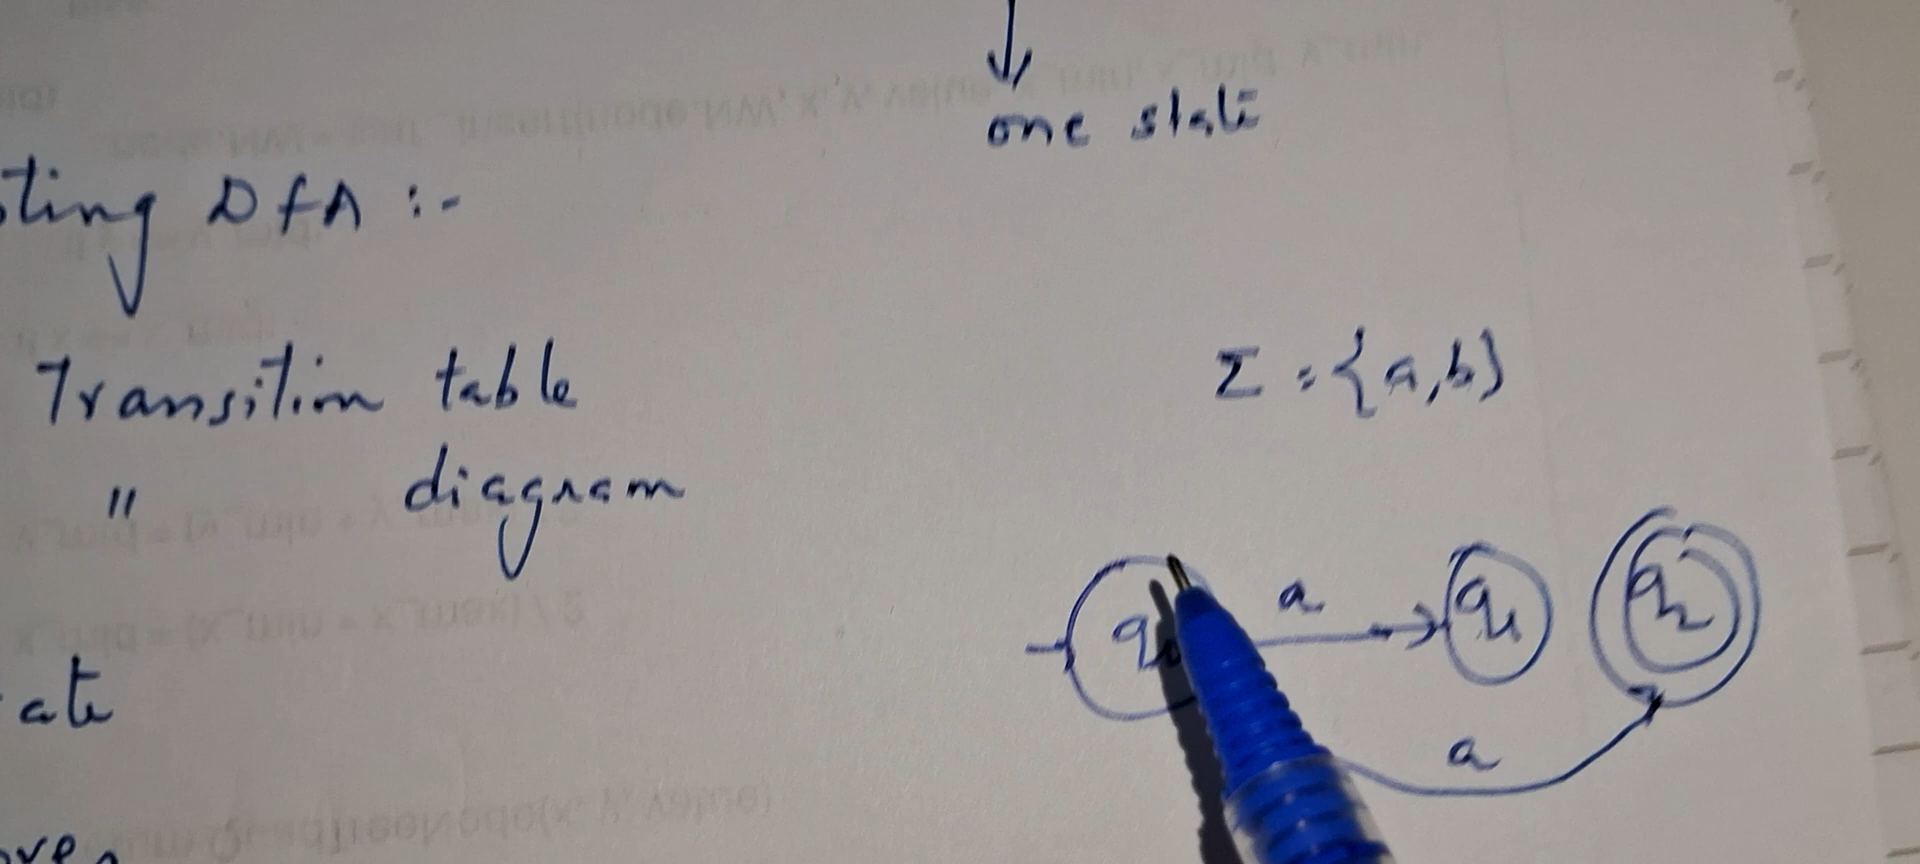 one state
ting DFA :-
Transition table
Σ = {a,b}
" diagram
a
q1
q2
ate
a